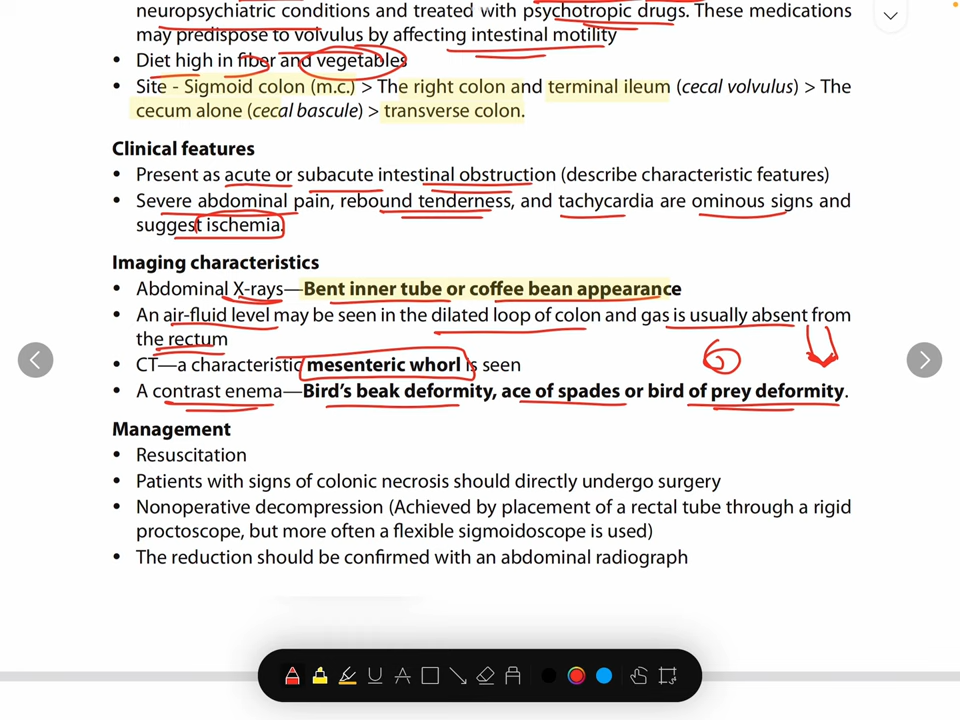 neuropsychiatric conditions and treated with psychotropic drugs. These medications
may predispose to volvulus by affecting intestinal motility
• Diet high in fiber and vegetables
• Site - Sigmoid colon (m.c.) > The right colon and terminal ileum (cecal volvulus) > The
cecum alone (cecal bascule) > transverse colon.
Clinical features
• Present as acute or subacute intestinal obstruction (describe characteristic features)
• Severe abdominal pain, rebound tenderness, and tachycardia are ominous signs and
suggest ischemia.
Imaging characteristics
• Abdominal X-rays—Bent inner tube or coffee bean appearance
• An air-fluid level may be seen in the dilated loop of colon and gas is usually absent from
the rectum
• CT—a characteristic mesenteric whorl is seen
• A contrast enema—Bird's beak deformity, ace of spades or bird of prey deformity.
Management
• Resuscitation
• Patients with signs of colonic necrosis should directly undergo surgery
• Nonoperative decompression (Achieved by placement of a rectal tube through a rigid
proctoscope, but more often a flexible sigmoidoscope is used)
• The reduction should be confirmed with an abdominal radiograph